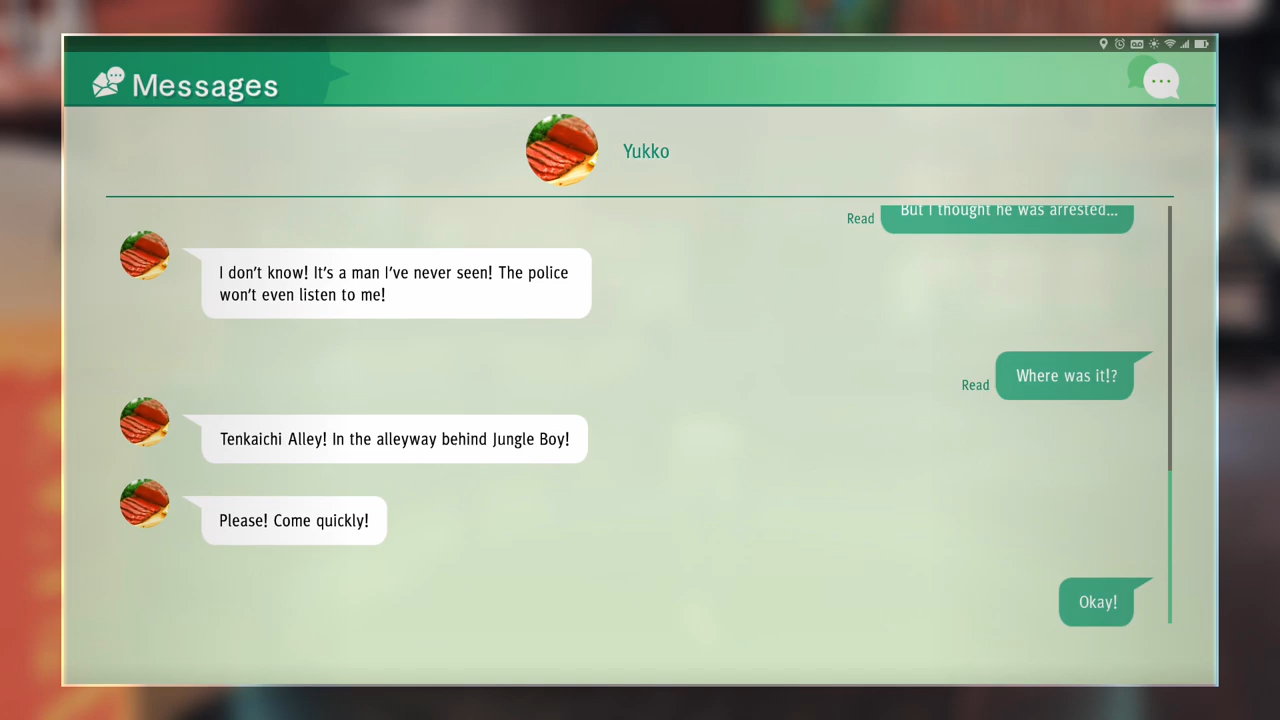 Messages
Yukko
But I thought he was arrested...
Read
I don't know! It's a man I've never seen! The police
won't even listen to me!
Where was it!?
Read
Tenkaichi Alley! In the alleyway behind Jungle Boy!
Please! Come quickly!
Okay!